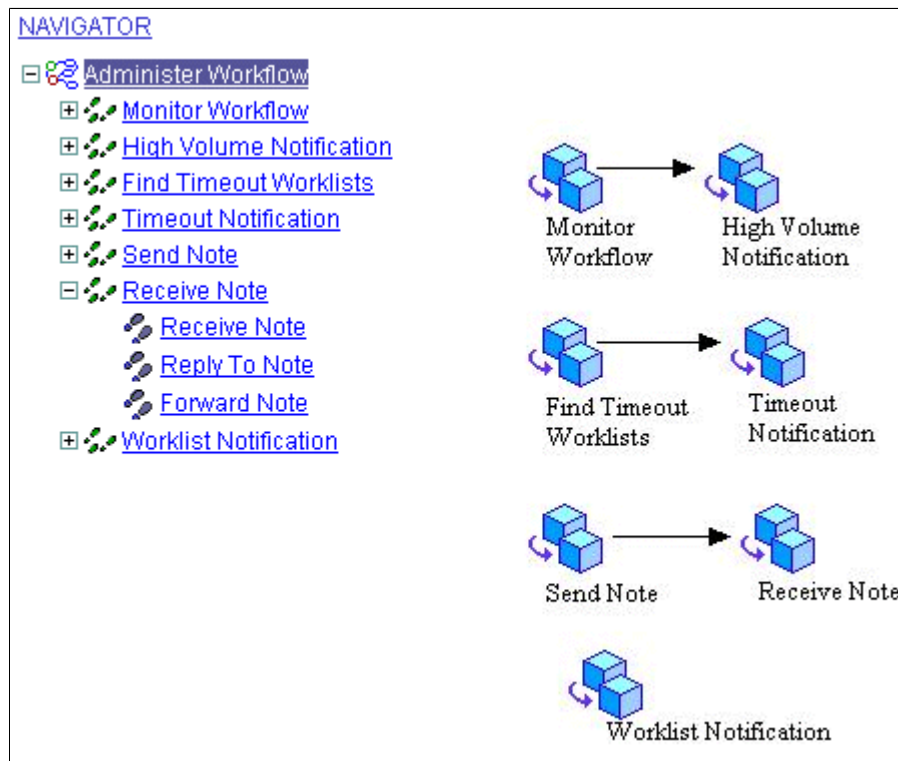 NAVIGATOR
Administer Workflow
Monitor Workflow
High Volume Notification
Find Timeout Worklists
Timeout Notification
Send Note
Receive Note
Receive Note
Reply To Note
Forward Note
Worklist Notification
Monitor
Workflow
High Volume
Notification
Find Timeout
Worklists
Timeout
Notification
Send Note
Receive Note
Worklist Notification